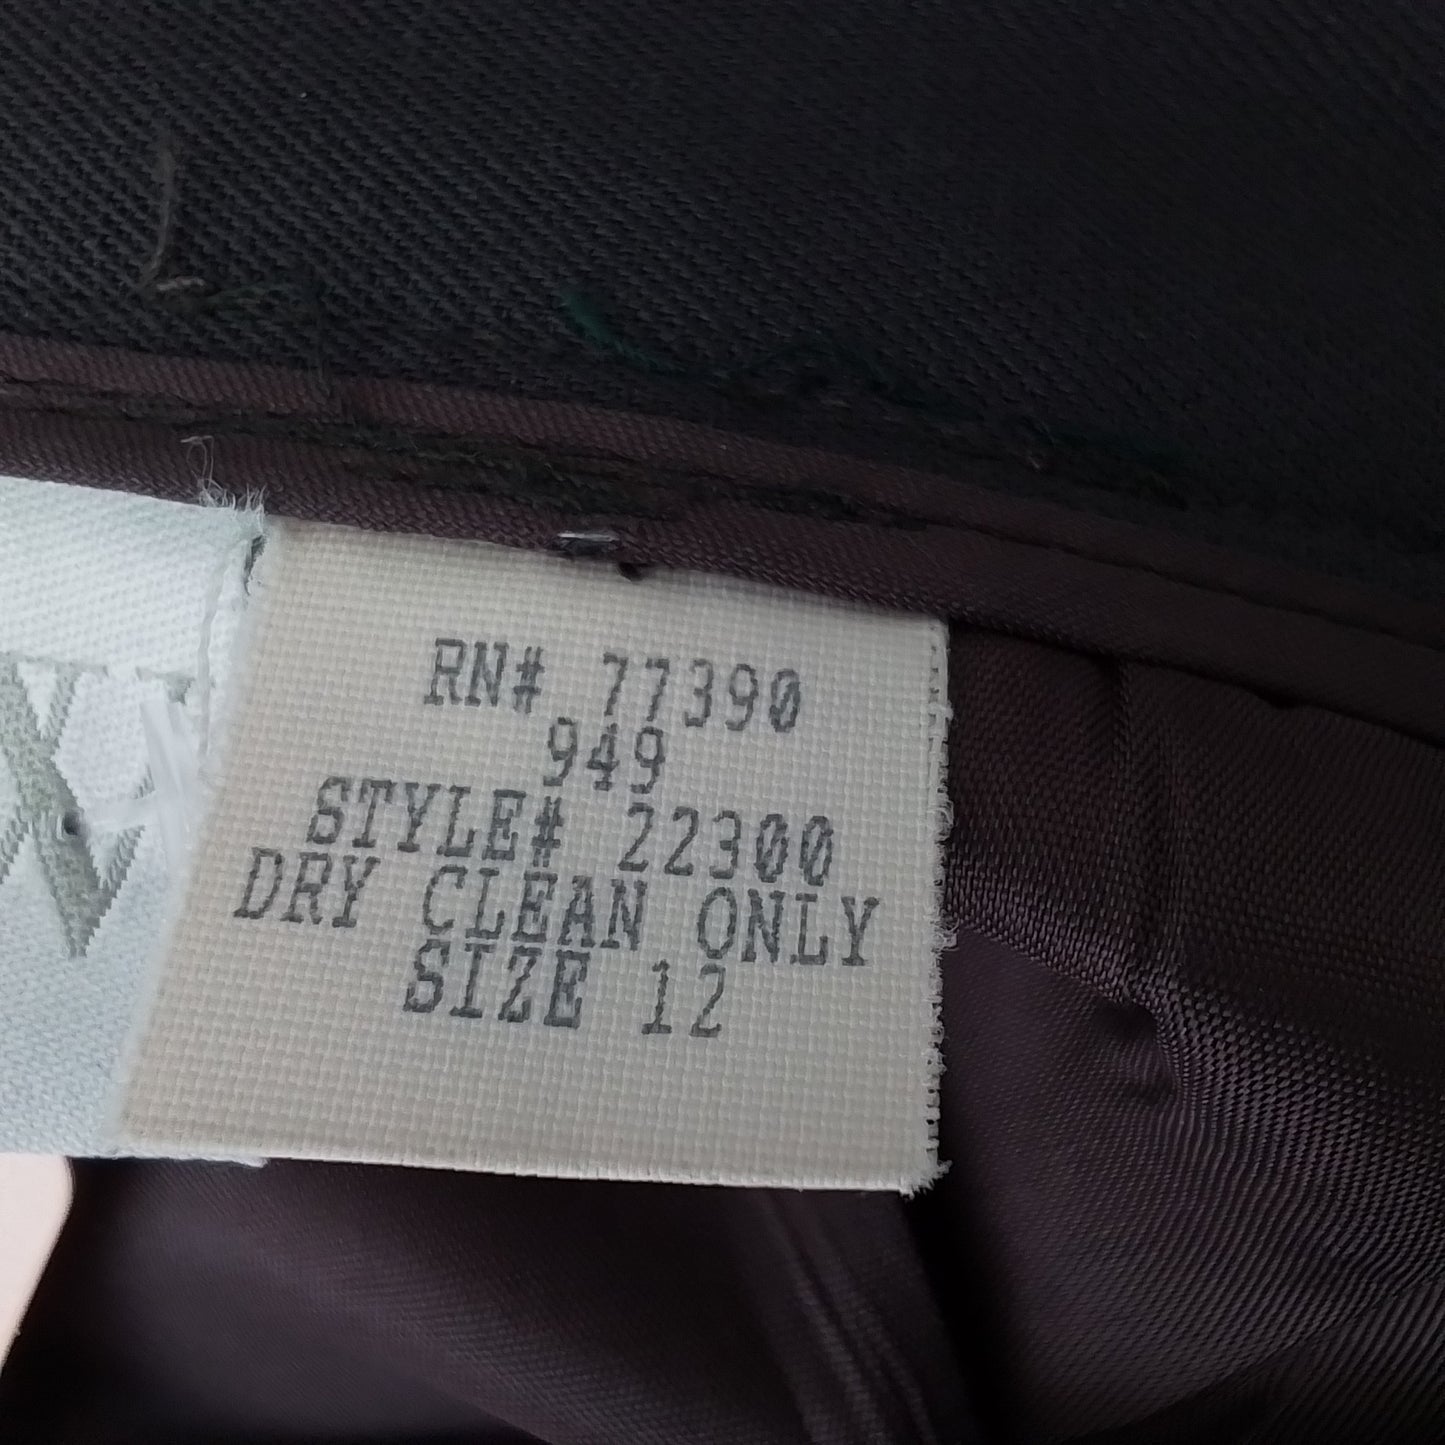 RN# 77390
949
STYLE# 22300
DRY CLEAN ONLY
SIZE 12